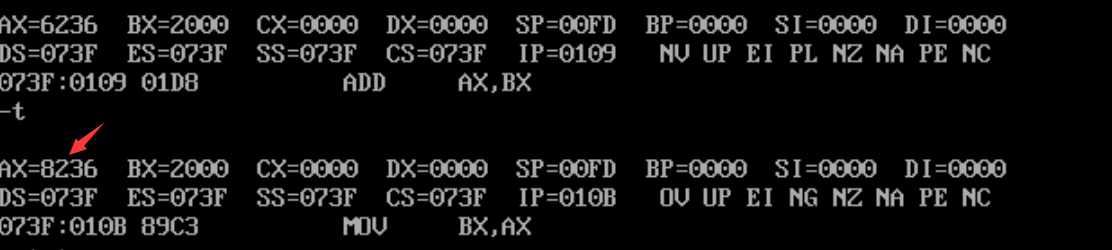 AX=6236 BX=2000 CX=0000 DX=0000 SP=00FD BP=0000 SI=0000 DI=0000
DS=073F ES=073F SS=073F CS=073F IP=0109 NV UP EI PL NZ NA PE NC
073F:0109 01D8 ADD AX,BX
-t
AX=8236 BX=2000 CX=0000 DX=0000 SP=00FD BP=0000 SI=0000 DI=0000
DS=073F ES=073F SS=073F CS=073F IP=010B OV UP EI NG NZ NA PE NC
073F:010B 89C3 MOV BX,AX